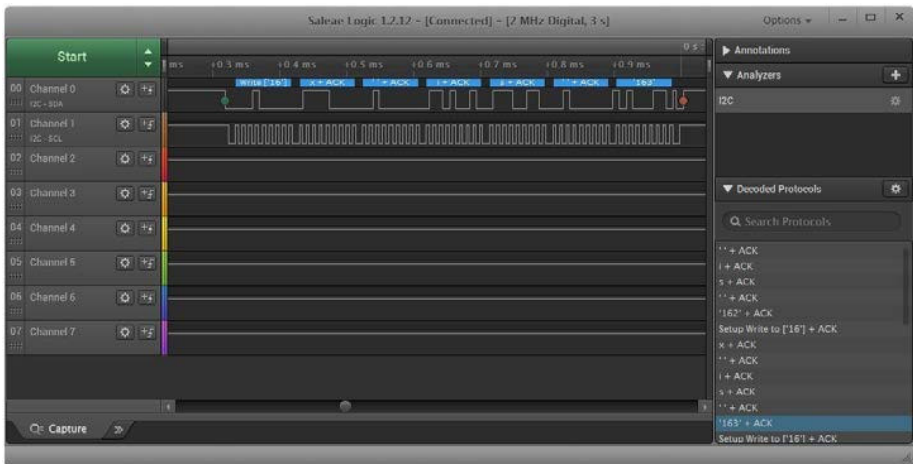 Saleae Logic 1.2.12 - [Connected] - [2 MHz Digital, 3 s]
Options
Start
0 s
ms +0.3 ms +0.4 ms +0.5 ms +0.6 ms +0.7 ms +0.8 ms +0.9 ms
Annotations
Analyzers
I2C
Write ['16'] x + ACK ' ' + ACK i + ACK s + ACK ' ' + ACK '163'
00 Channel 0
I2C - SDA
01 Channel 1
I2C - SCL
02 Channel 2
03 Channel 3
04 Channel 4
05 Channel 5
06 Channel 6
07 Channel 7
Decoded Protocols
Search Protocols
' ' + ACK
i + ACK
s + ACK
' ' + ACK
'162' + ACK
Setup Write to ['16'] + ACK
x + ACK
' ' + ACK
i + ACK
s + ACK
' ' + ACK
'163' + ACK
Setup Write to ['16'] + ACK
Capture